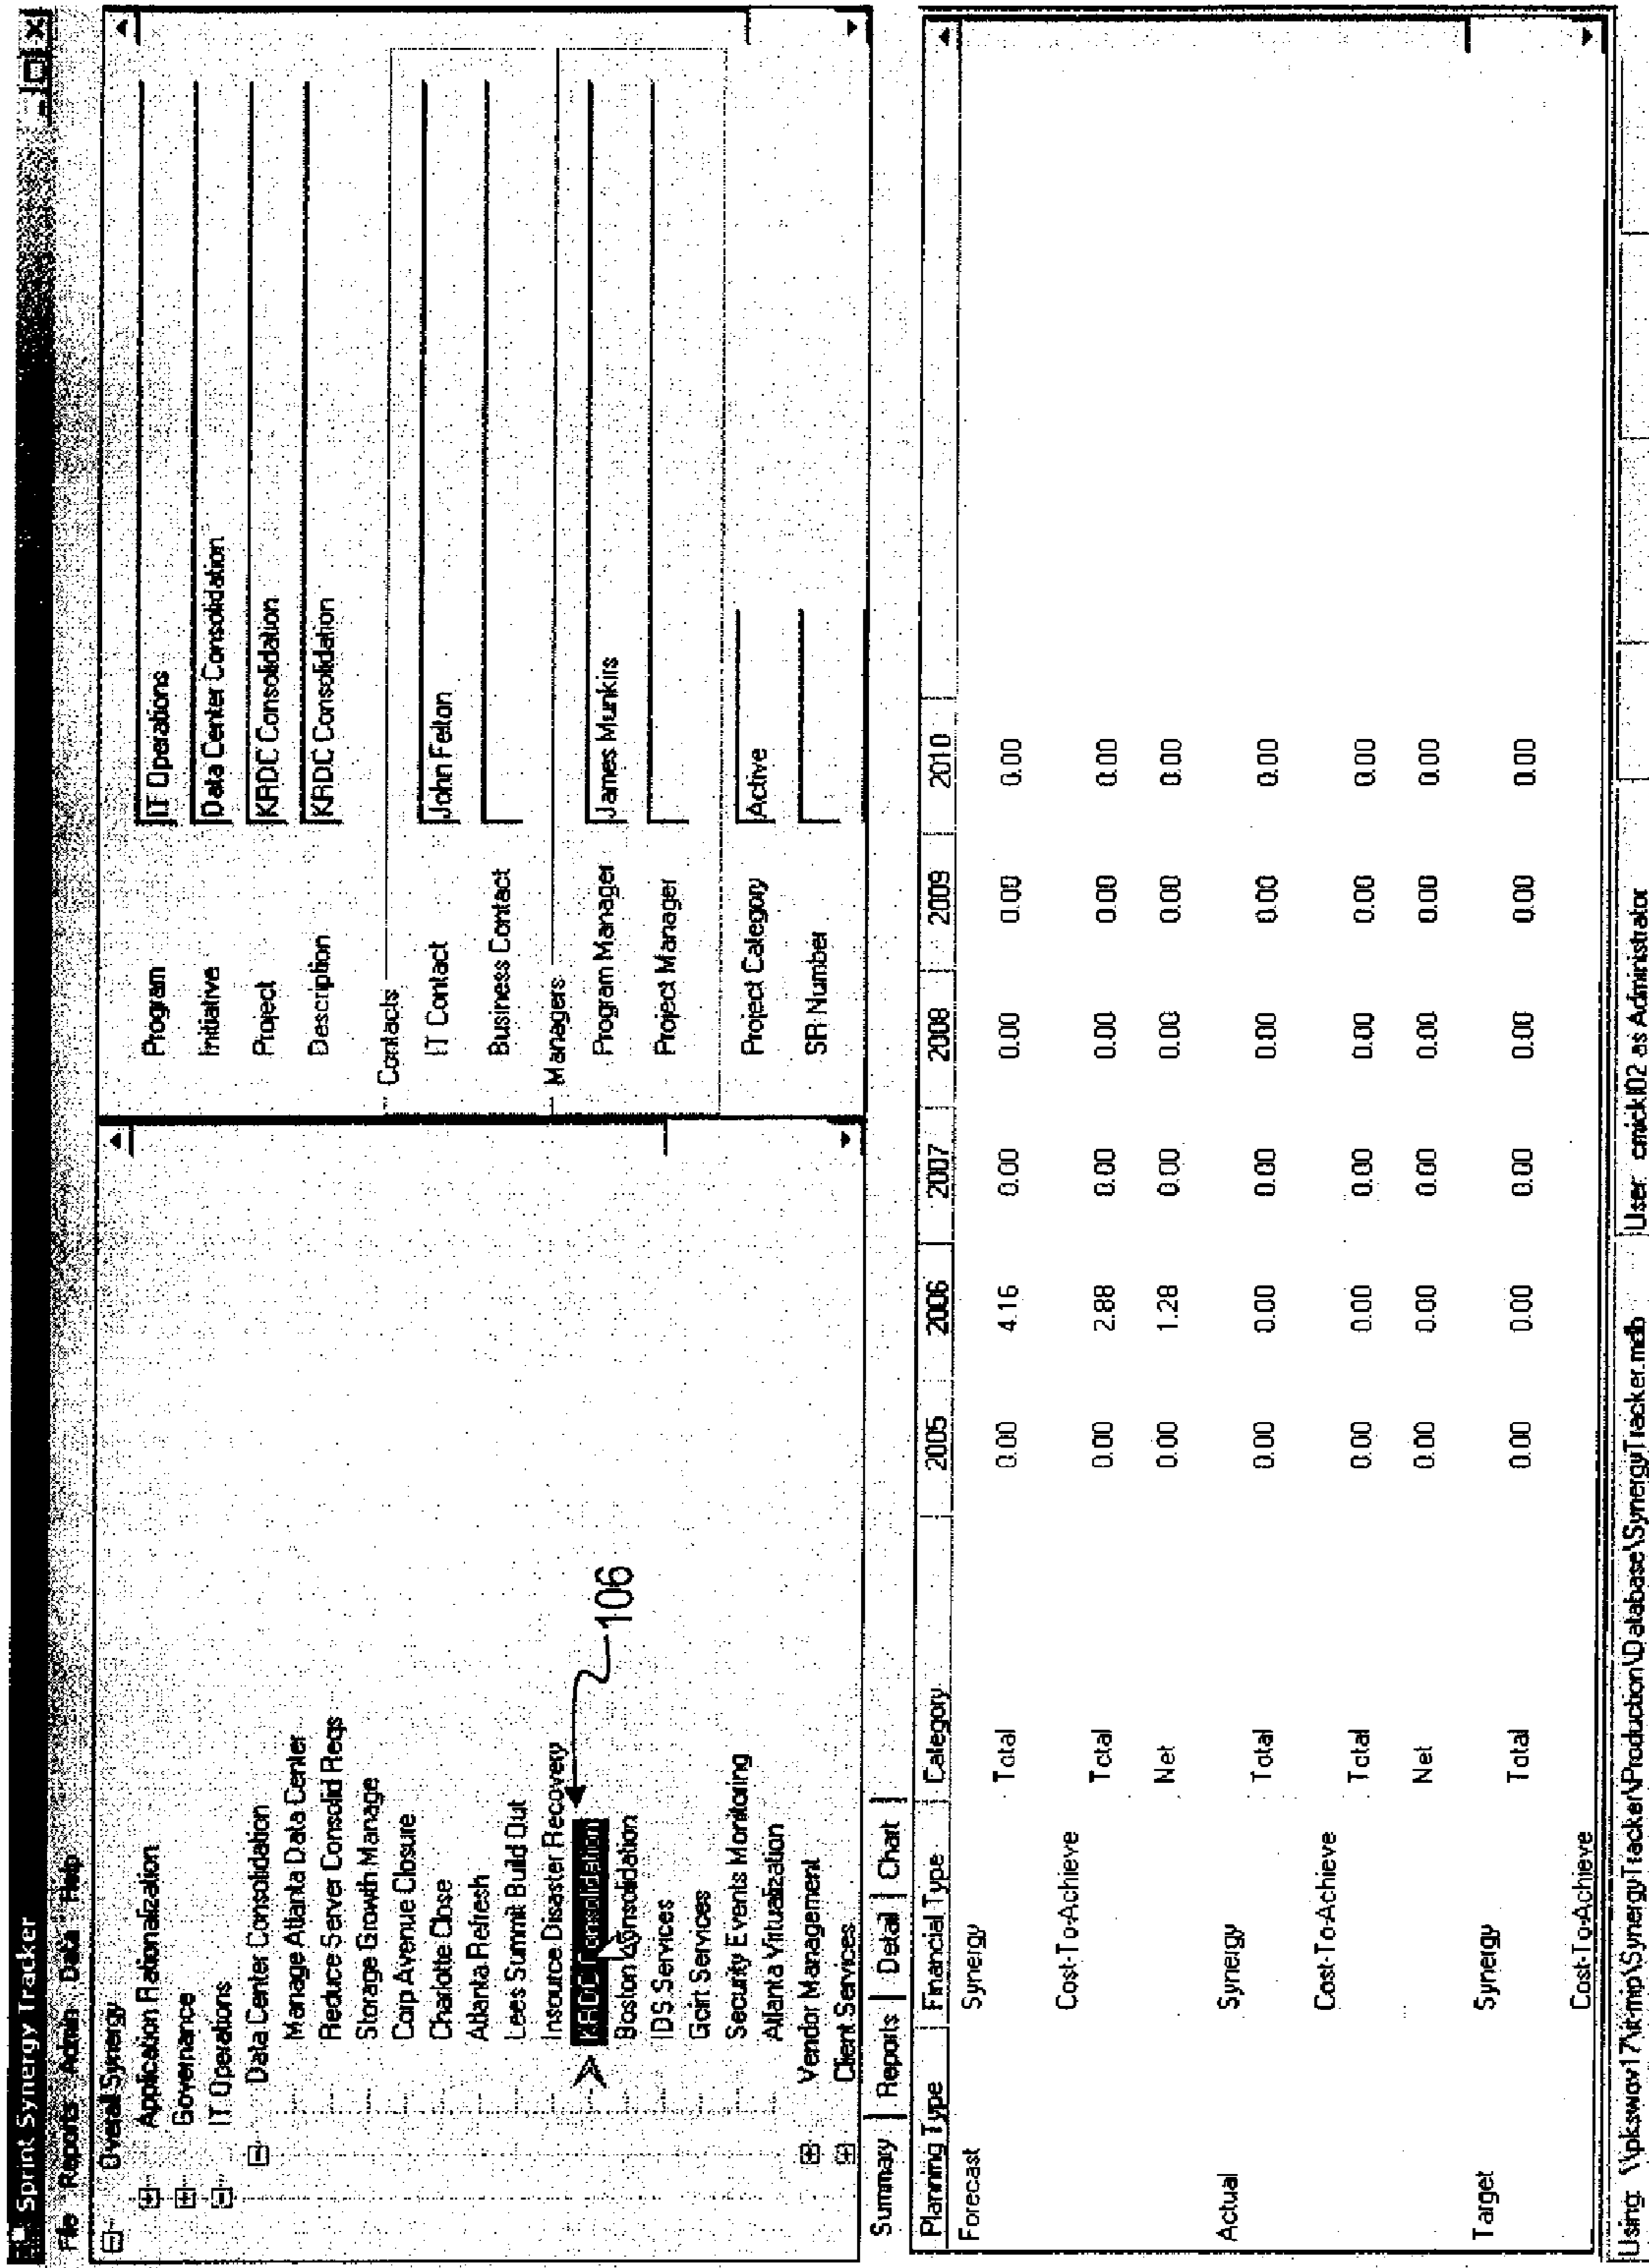 Sprint Synergy Tracker
File Reports Admin Data Help
Overall Synergy
Application Rationalization
Governance
IT Operations
Data Center Consolidation
Manage Atlanta Data Center
Reduce Server Consolid Reqs
Storage Growth Manage
Corp Avenue Closure
Charlotte Close
Atlanta Refresh
Lees Summit Build Out
Insource Disaster Recovery
KRDC Consolidation
106
Boston Consolidation
IDS Services
Security Events Monitoring
Atlanta Virtualization
Vendor Management
Client Services
Program IT Operations
Initiative Data Center Consolidation
Project KRDC Consolidation
Description KRDC Consolidation
Contacts
IT Contact John Felton
Business Contact
Managers
Program Manager James Munkirs
Project Manager
Project Category Active
SR Number
Summary Reports Detail Chart
Planning Type Financial Type Category 2005 2006 2007 2008 2009 2010
Forecast Synergy Total 0.00 4.16 0.00 0.00 0.00 0.00
Cost-To-Achieve Total 0.00 2.88 0.00 0.00 0.00 0.00
Net 0.00 1.28 0.00 0.00 0.00 0.00
Actual Synergy Total 0.00 0.00 0.00 0.00 0.00 0.00
Cost-To-Achieve Total 0.00 0.00 0.00 0.00 0.00 0.00
Net 0.00 0.00 0.00 0.00 0.00 0.00
Target Synergy Total 0.00 0.00 0.00 0.00 0.00 0.00
Cost-To-Achieve
Using: \\pkswov17\it-mp\SynergyTracker\Production\Database\SynergyTracker.mdb User: as Administrator